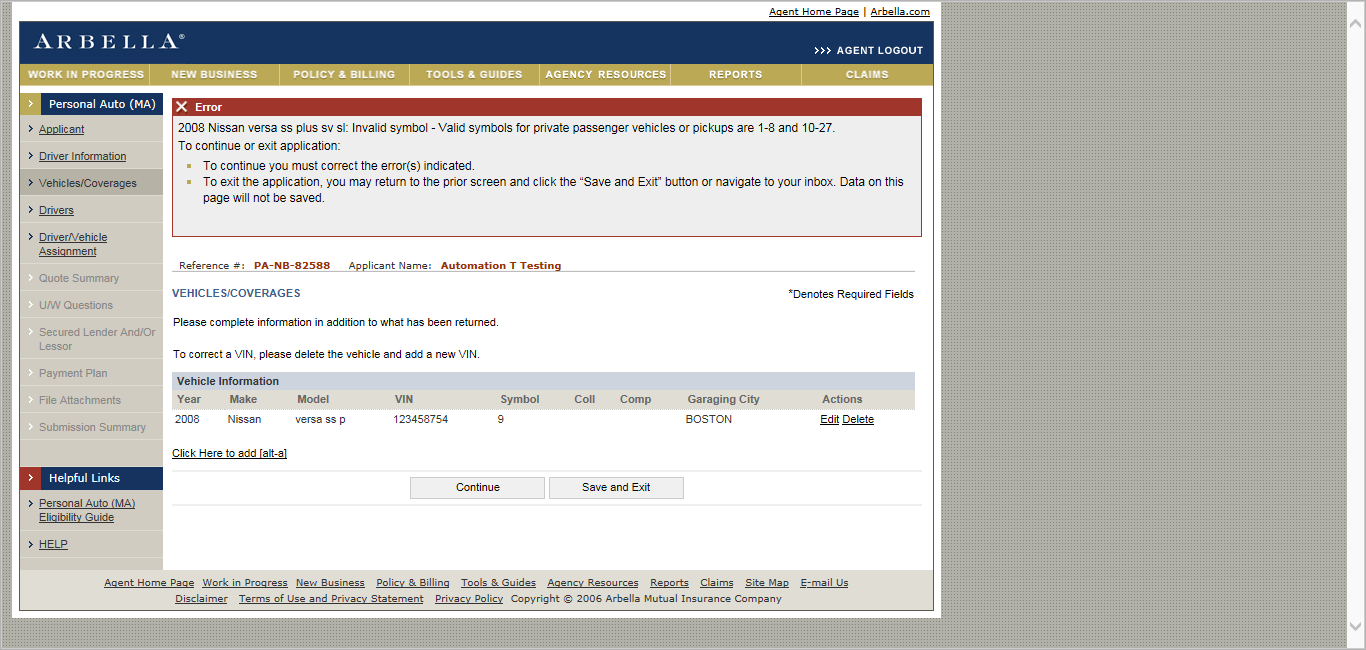 Agent Home Page | Arbella.com
ARBELLA®
>>> AGENT LOGOUT
WORK IN PROGRESS NEW BUSINESS POLICY & BILLING TOOLS & GUIDES AGENCY RESOURCES REPORTS CLAIMS
Personal Auto (MA)
Applicant
Driver Information
Vehicles/Coverages
Drivers
Driver/Vehicle
Assignment
Quote Summary
U/W Questions
Secured Lender And/Or
Lessor
Payment Plan
File Attachments
Submission Summary
Helpful Links
Personal Auto (MA)
Eligibility Guide
HELP
Error
2008 Nissan versa ss plus sv sl: Invalid symbol - Valid symbols for private passenger vehicles or pickups are 1-8 and 10-27.
To continue or exit application:
To continue you must correct the error(s) indicated.
To exit the application, you may return to the prior screen and click the “Save and Exit” button or navigate to your inbox. Data on this
page will not be saved.
Reference #: PA-NB-82588 Applicant Name: Automation T Testing
VEHICLES/COVERAGES
*Denotes Required Fields
Please complete information in addition to what has been returned.
To correct a VIN, please delete the vehicle and add a new VIN.
Vehicle Information
Year Make Model VIN Symbol Coll Comp Garaging City Actions
2008 Nissan versa ss p 123458754 9 BOSTON Edit Delete
Click Here to add [alt-a]
Continue Save and Exit
Agent Home Page Work in Progress New Business Policy & Billing Tools & Guides Agency Resources Reports Claims Site Map E-mail Us
Disclaimer Terms of Use and Privacy Statement Privacy Policy Copyright © 2006 Arbella Mutual Insurance Company